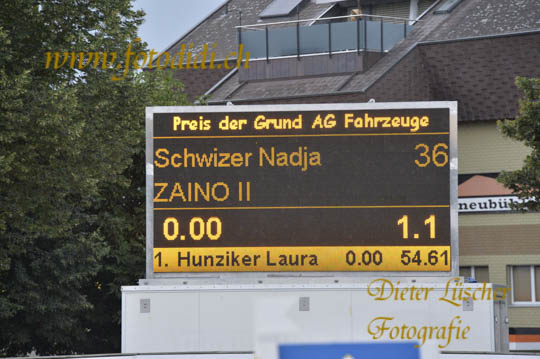 www.fotodidi.ch
Preis der Grund AG Fahrzeuge
Schwizer Nadja 36
ZAINO II
0.00 1.1
1. Hunziker Laura 0.00 54.61
Dieter Lüscher
Fotografie